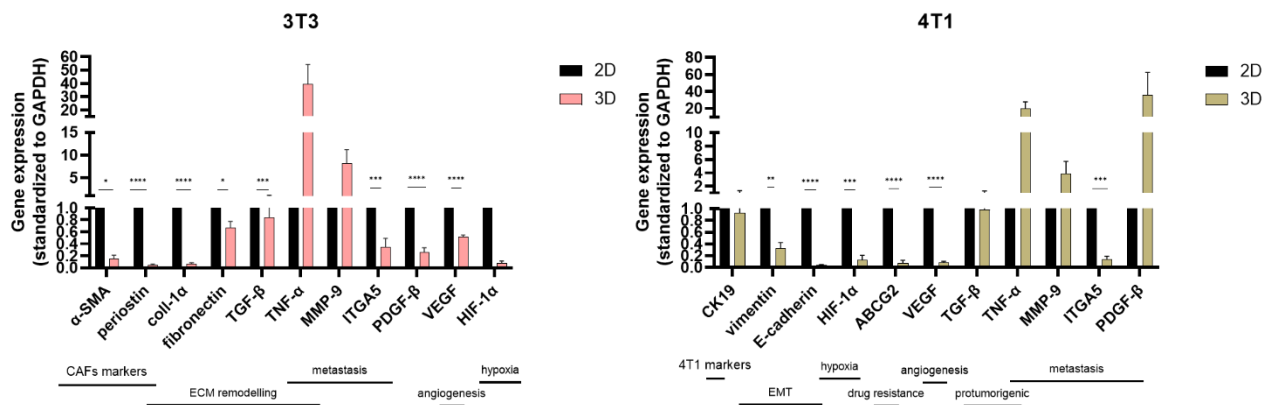 3T3
Gene expression
(standardized to GAPDH)
60
50
40
30
20
10
15
10
5
1.0
0.8
0.6
0.4
0.2
0.0
* **** **** * *** *** **** ****
2D
3D
α-SMA
periostin
coll-1α
fibronectin
TGF-β
TNF-α
MMP-9
ITGA5
PDGF-β
VEGF
HIF-1α
CAFs markers
metastasis
hypoxia
ECM remodelling
angiogenesis
4T1
Gene expression
(standardized to GAPDH)
80
60
40
20
8
6
4
2
1.0
0.8
0.6
0.4
0.2
0.0
** **** *** **** **** ***
2D
3D
CK19
vimentin
E-cadherin
HIF-1α
ABCG2
VEGF
TGF-β
TNF-α
MMP-9
ITGA5
PDGF-β
4T1 markers
hypoxia
angiogenesis
metastasis
EMT
drug resistance
protumorigenic